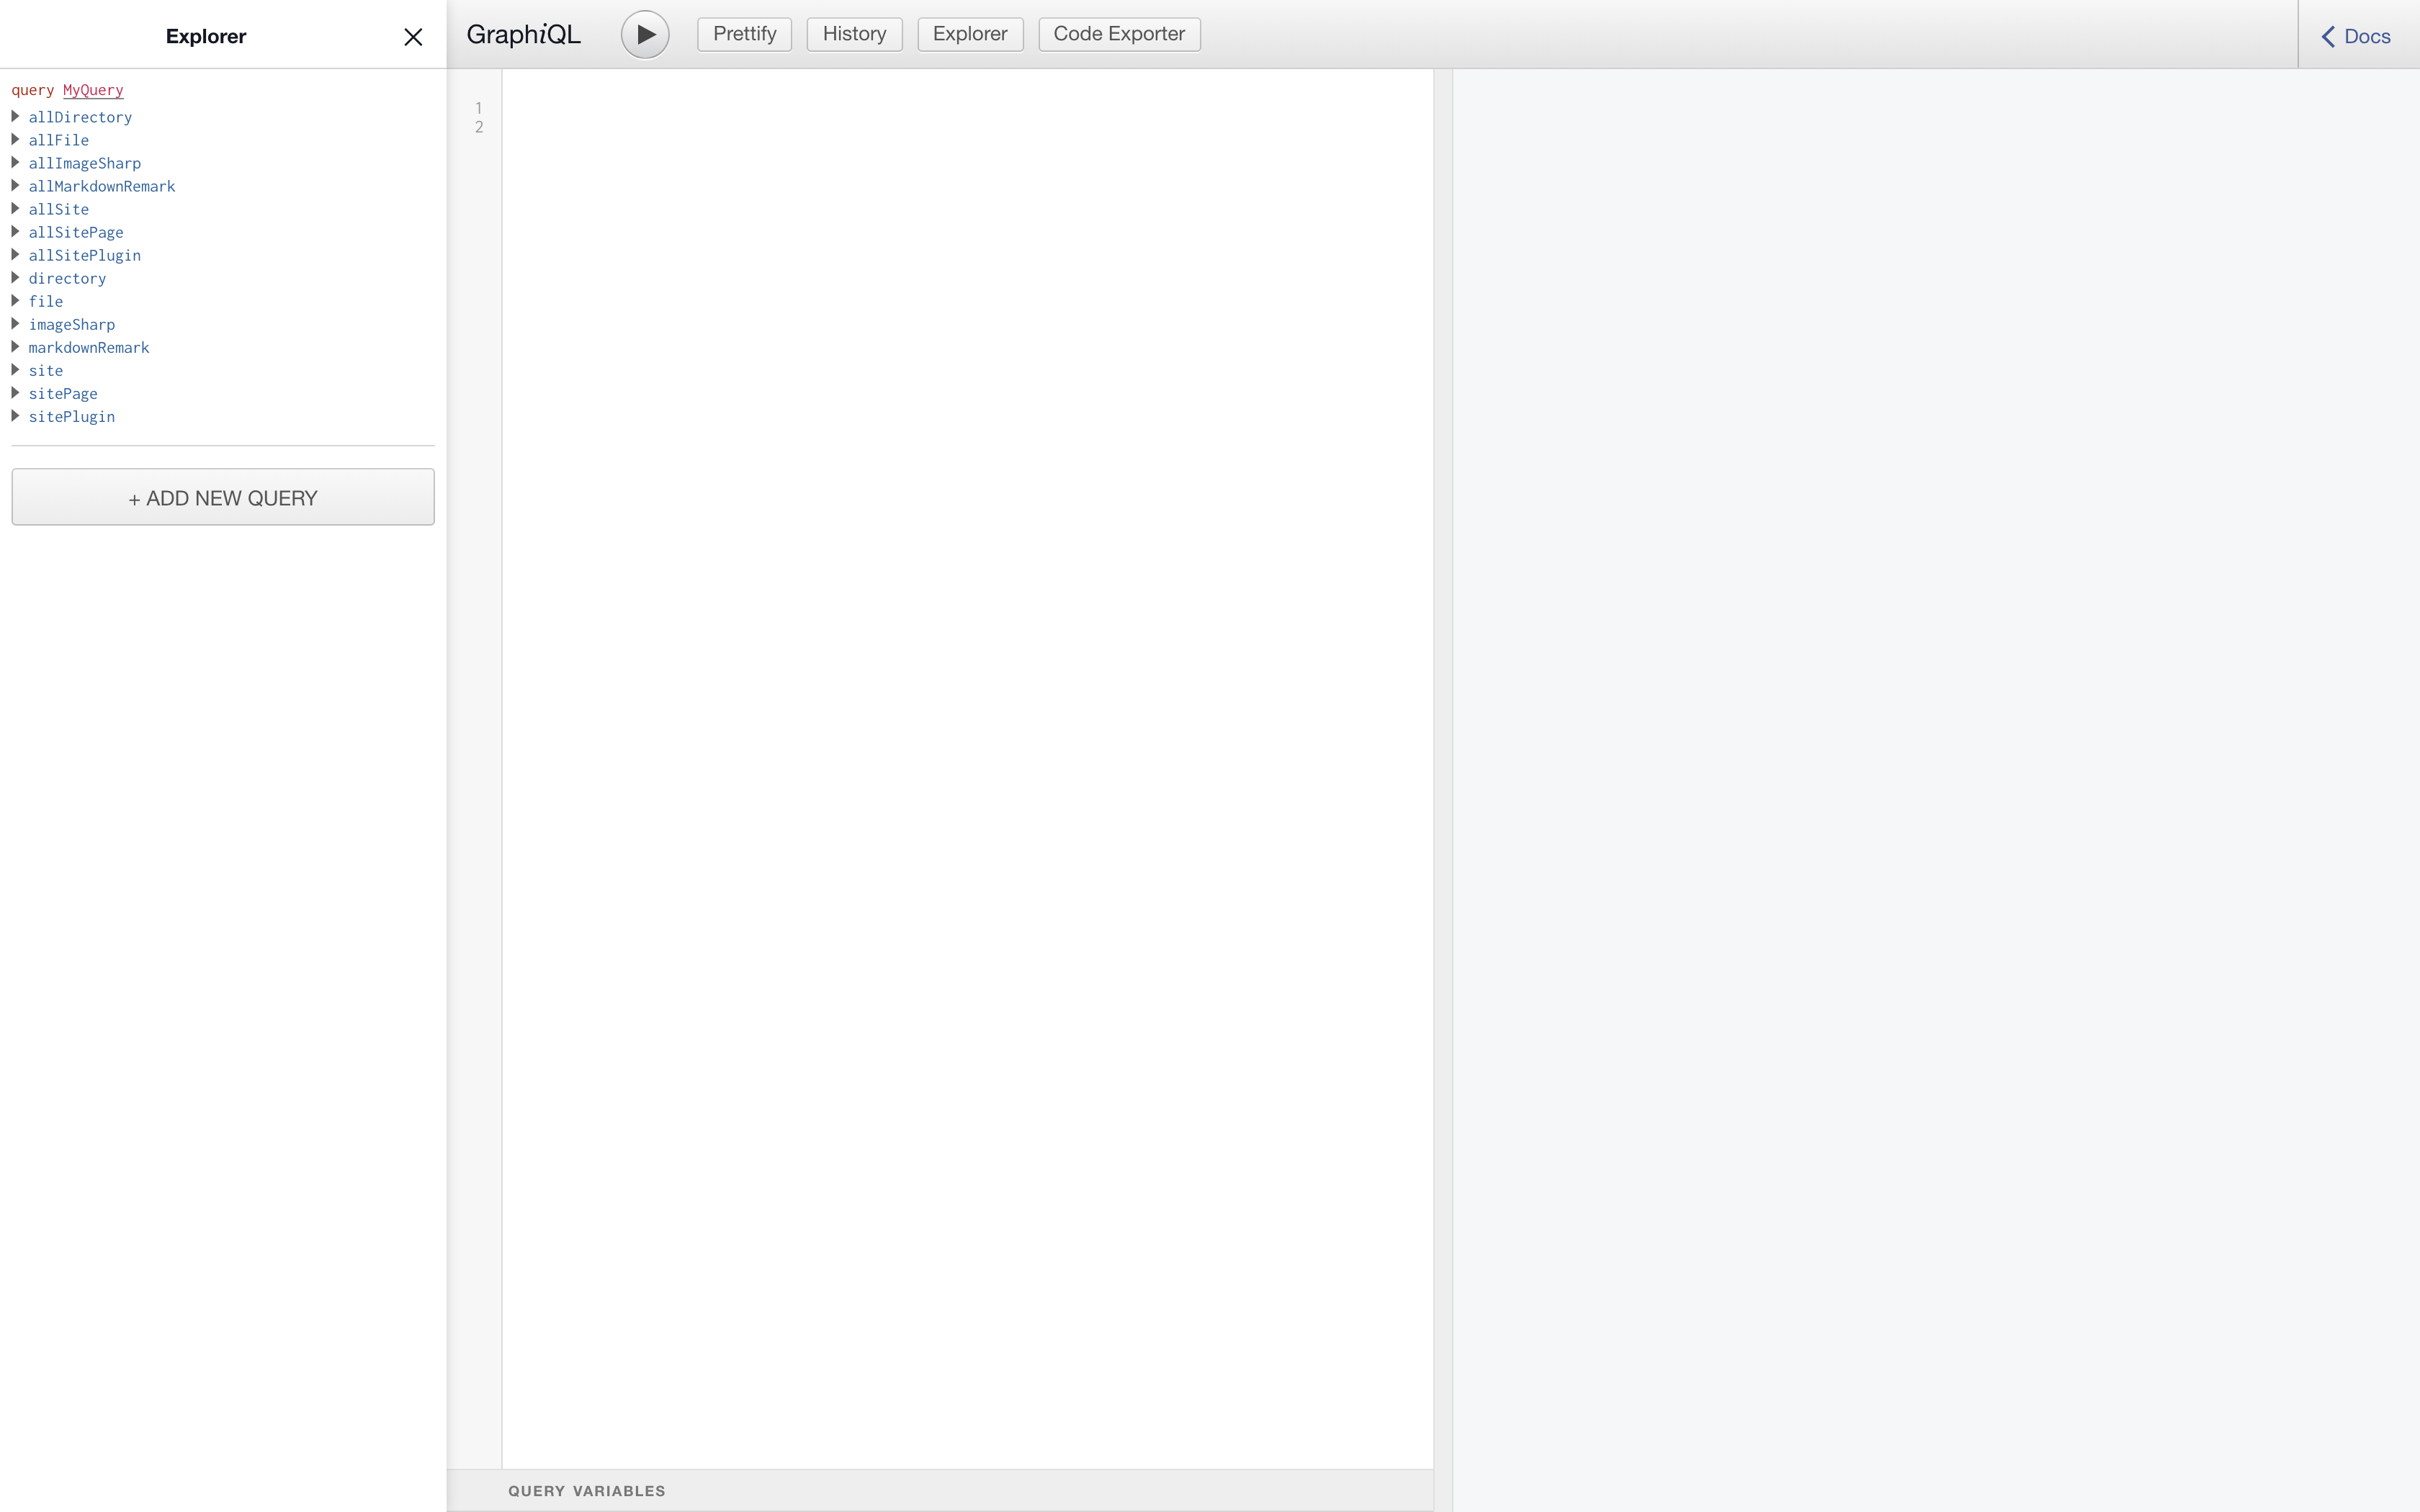 Explorer
GraphiQL
Prettify
History
Explorer
Code Exporter
Docs
query MyQuery
allDirectory
allFile
allImageSharp
allMarkdownRemark
allSite
allSitePage
allSitePlugin
directory
file
imageSharp
markdownRemark
site
sitePage
sitePlugin
+ ADD NEW QUERY
1
2
QUERY VARIABLES